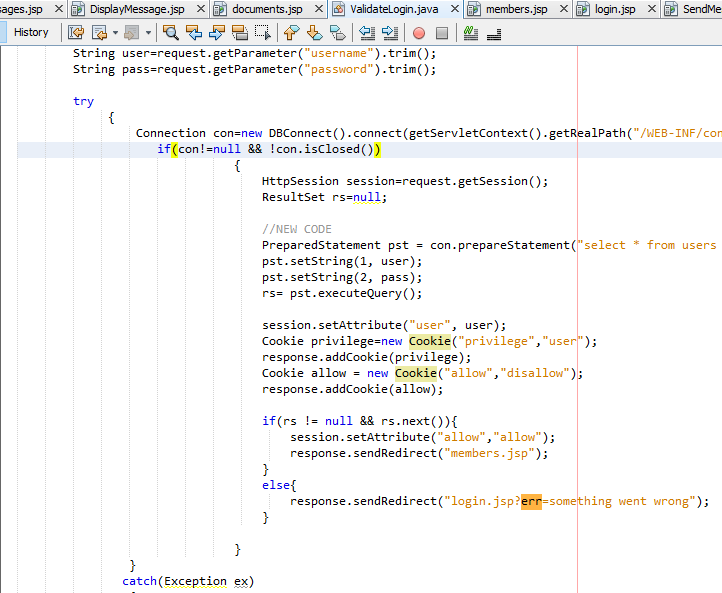 sages.jsp DisplayMessage.jsp documents.jsp ValidateLogin.java members.jsp login.jsp SendMe
History
String user=request.getParameter("username").trim();
String pass=request.getParameter("password").trim();
try
{
Connection con=new DBConnect().connect(getServletContext().getRealPath("/WEB-INF/con
if(con!=null && !con.isClosed())
{
HttpSession session=request.getSession();
ResultSet rs=null;
//NEW CODE
PreparedStatement pst = con.prepareStatement("select * from users
pst.setString(1, user);
pst.setString(2, pass);
rs= pst.executeQuery();
session.setAttribute("user", user);
Cookie privilege=new Cookie("privilege","user");
response.addCookie(privilege);
Cookie allow = new Cookie("allow","disallow");
response.addCookie(allow);
if(rs != null && rs.next()){
session.setAttribute("allow","allow");
response.sendRedirect("members.jsp");
}
else{
response.sendRedirect("login.jsp?err=something went wrong");
}
}
}
catch(Exception ex)